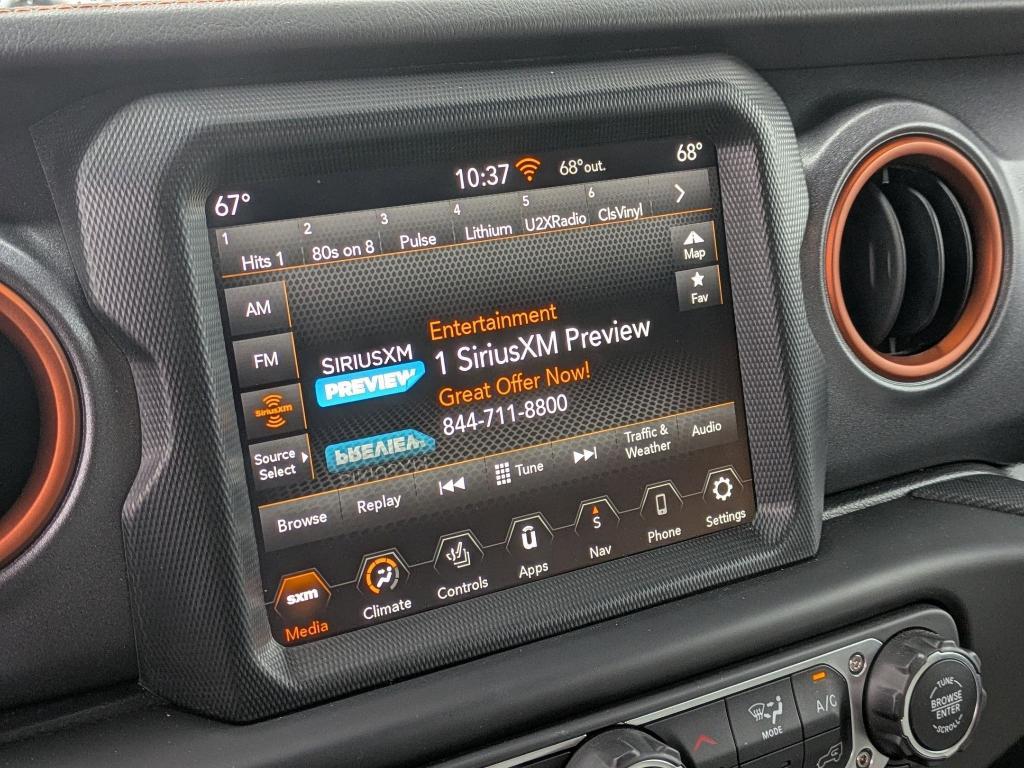 67°
10:37
68°out.
68°
1
Hits 1
2
80s on 8
3
Pulse
4
Lithium
5
U2XRadio
6
ClsVinyl
Map
Fav
AM
FM
SiriusXM
Source
Select
SIRIUSXM
PREVIEW
Entertainment
1 SiriusXM Preview
Great Offer Now!
844-711-8800
PREVIEW
Browse
Replay
Tune
Traffic &
Weather
Audio
sxm
Media
Climate
Controls
u
Apps
S
Nav
Phone
Settings
MODE
A/C
TUNE
BROWSE
ENTER
SCROLL